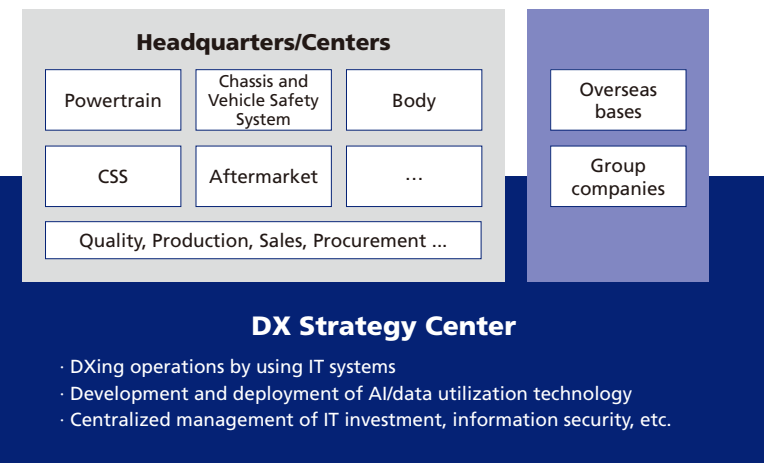 Headquarters/Centers
Powertrain
Chassis and
Vehicle Safety
System
Body
CSS
Aftermarket
…
Quality, Production, Sales, Procurement ...
Overseas
bases
Group
companies
DX Strategy Center
· DXing operations by using IT systems
· Development and deployment of AI/data utilization technology
· Centralized management of IT investment, information security, etc.